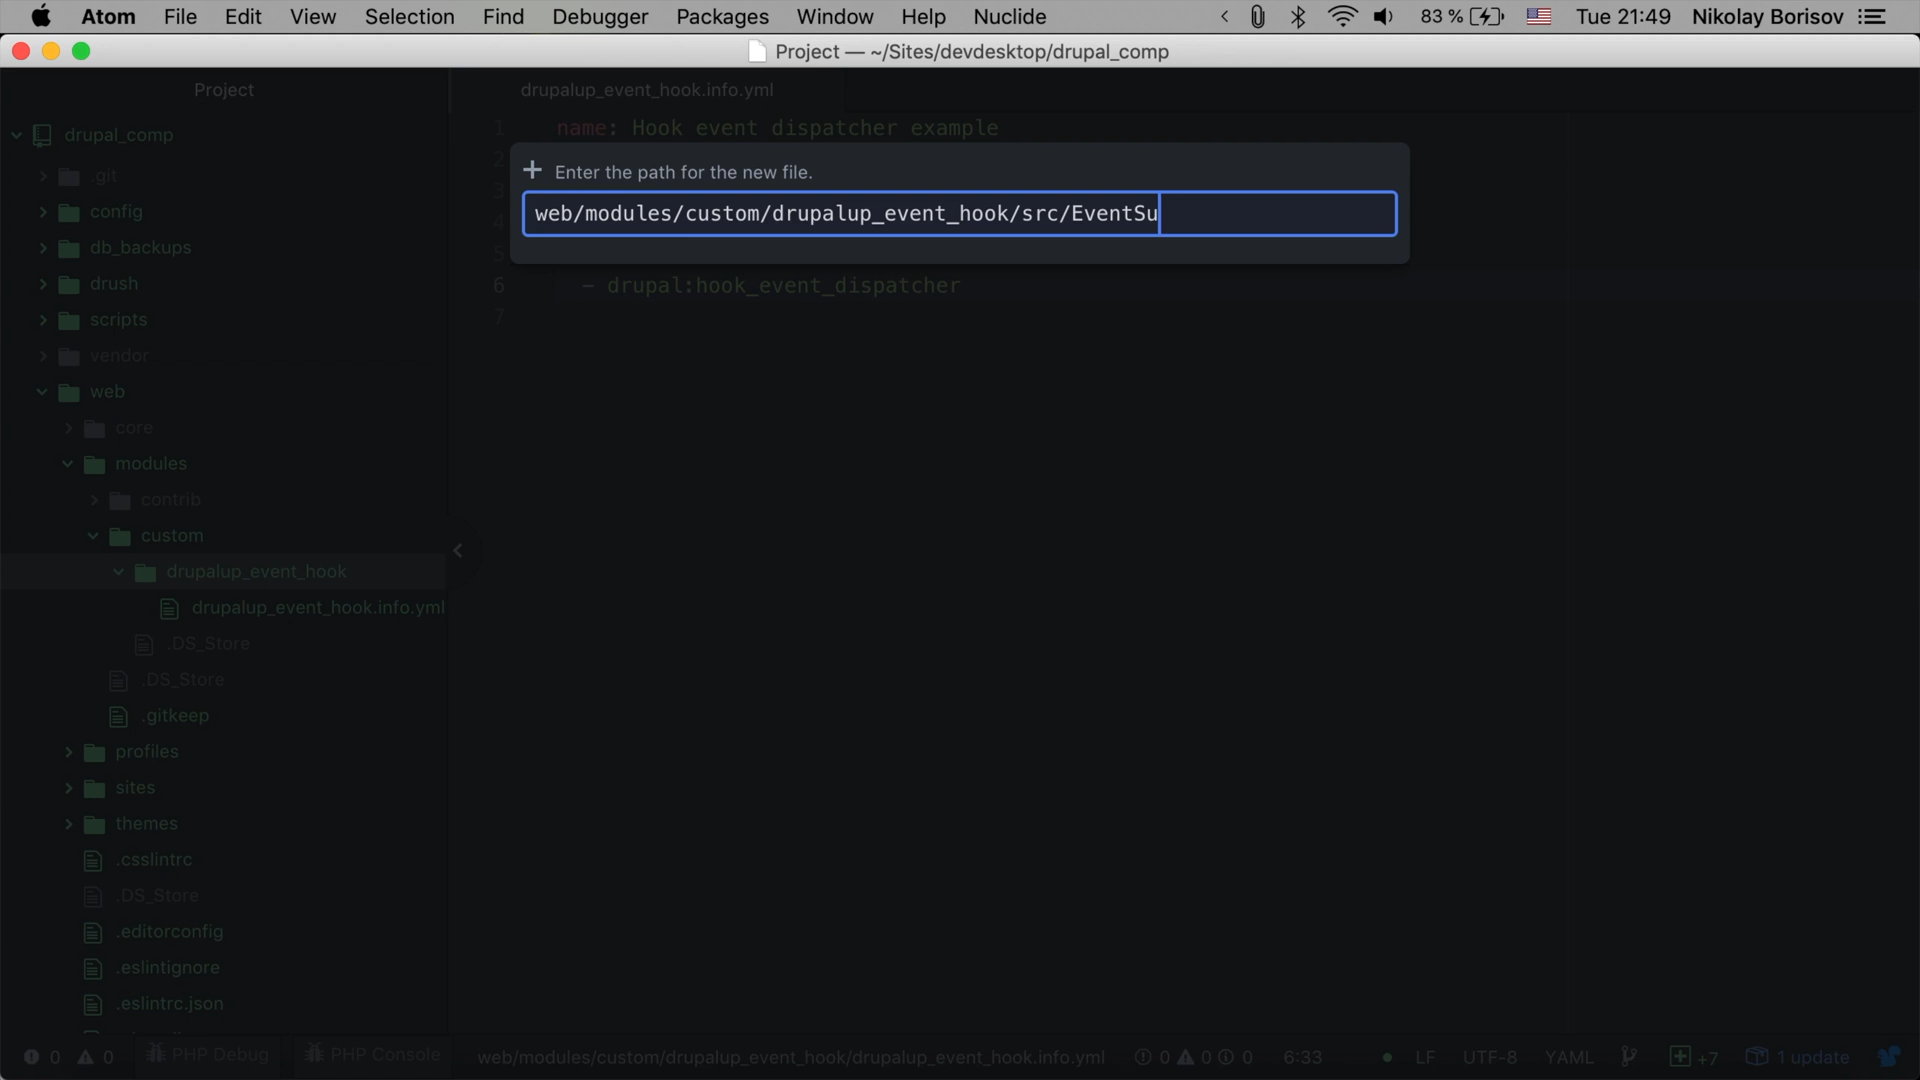 Atom File Edit View Selection Find Debugger Packages Window Help Nuclide 83 % Tue 21:49 Nikolay Borisov
Project — ~/Sites/devdesktop/drupal_comp
Project
drupal_comp
.git
config
db_backups
drush
scripts
vendor
web
core
modules
contrib
custom
drupalup_event_hook
drupalup_event_hook.info.yml
.DS_Store
.DS_Store
.gitkeep
profiles
sites
themes
.csslintrc
.DS_Store
.editorconfig
.eslintignore
.eslintrc.json
drupalup_event_hook.info.yml
1 name: Hook event dispatcher example
2
3
4
5
6 - drupal:hook_event_dispatcher
7
Enter the path for the new file.
web/modules/custom/drupalup_event_hook/src/EventSu
0 0 PHP Debug PHP Console web/modules/custom/drupalup_event_hook/drupalup_event_hook.info.yml 0 0 0 6:33 LF UTF-8 YAML +7 1 update